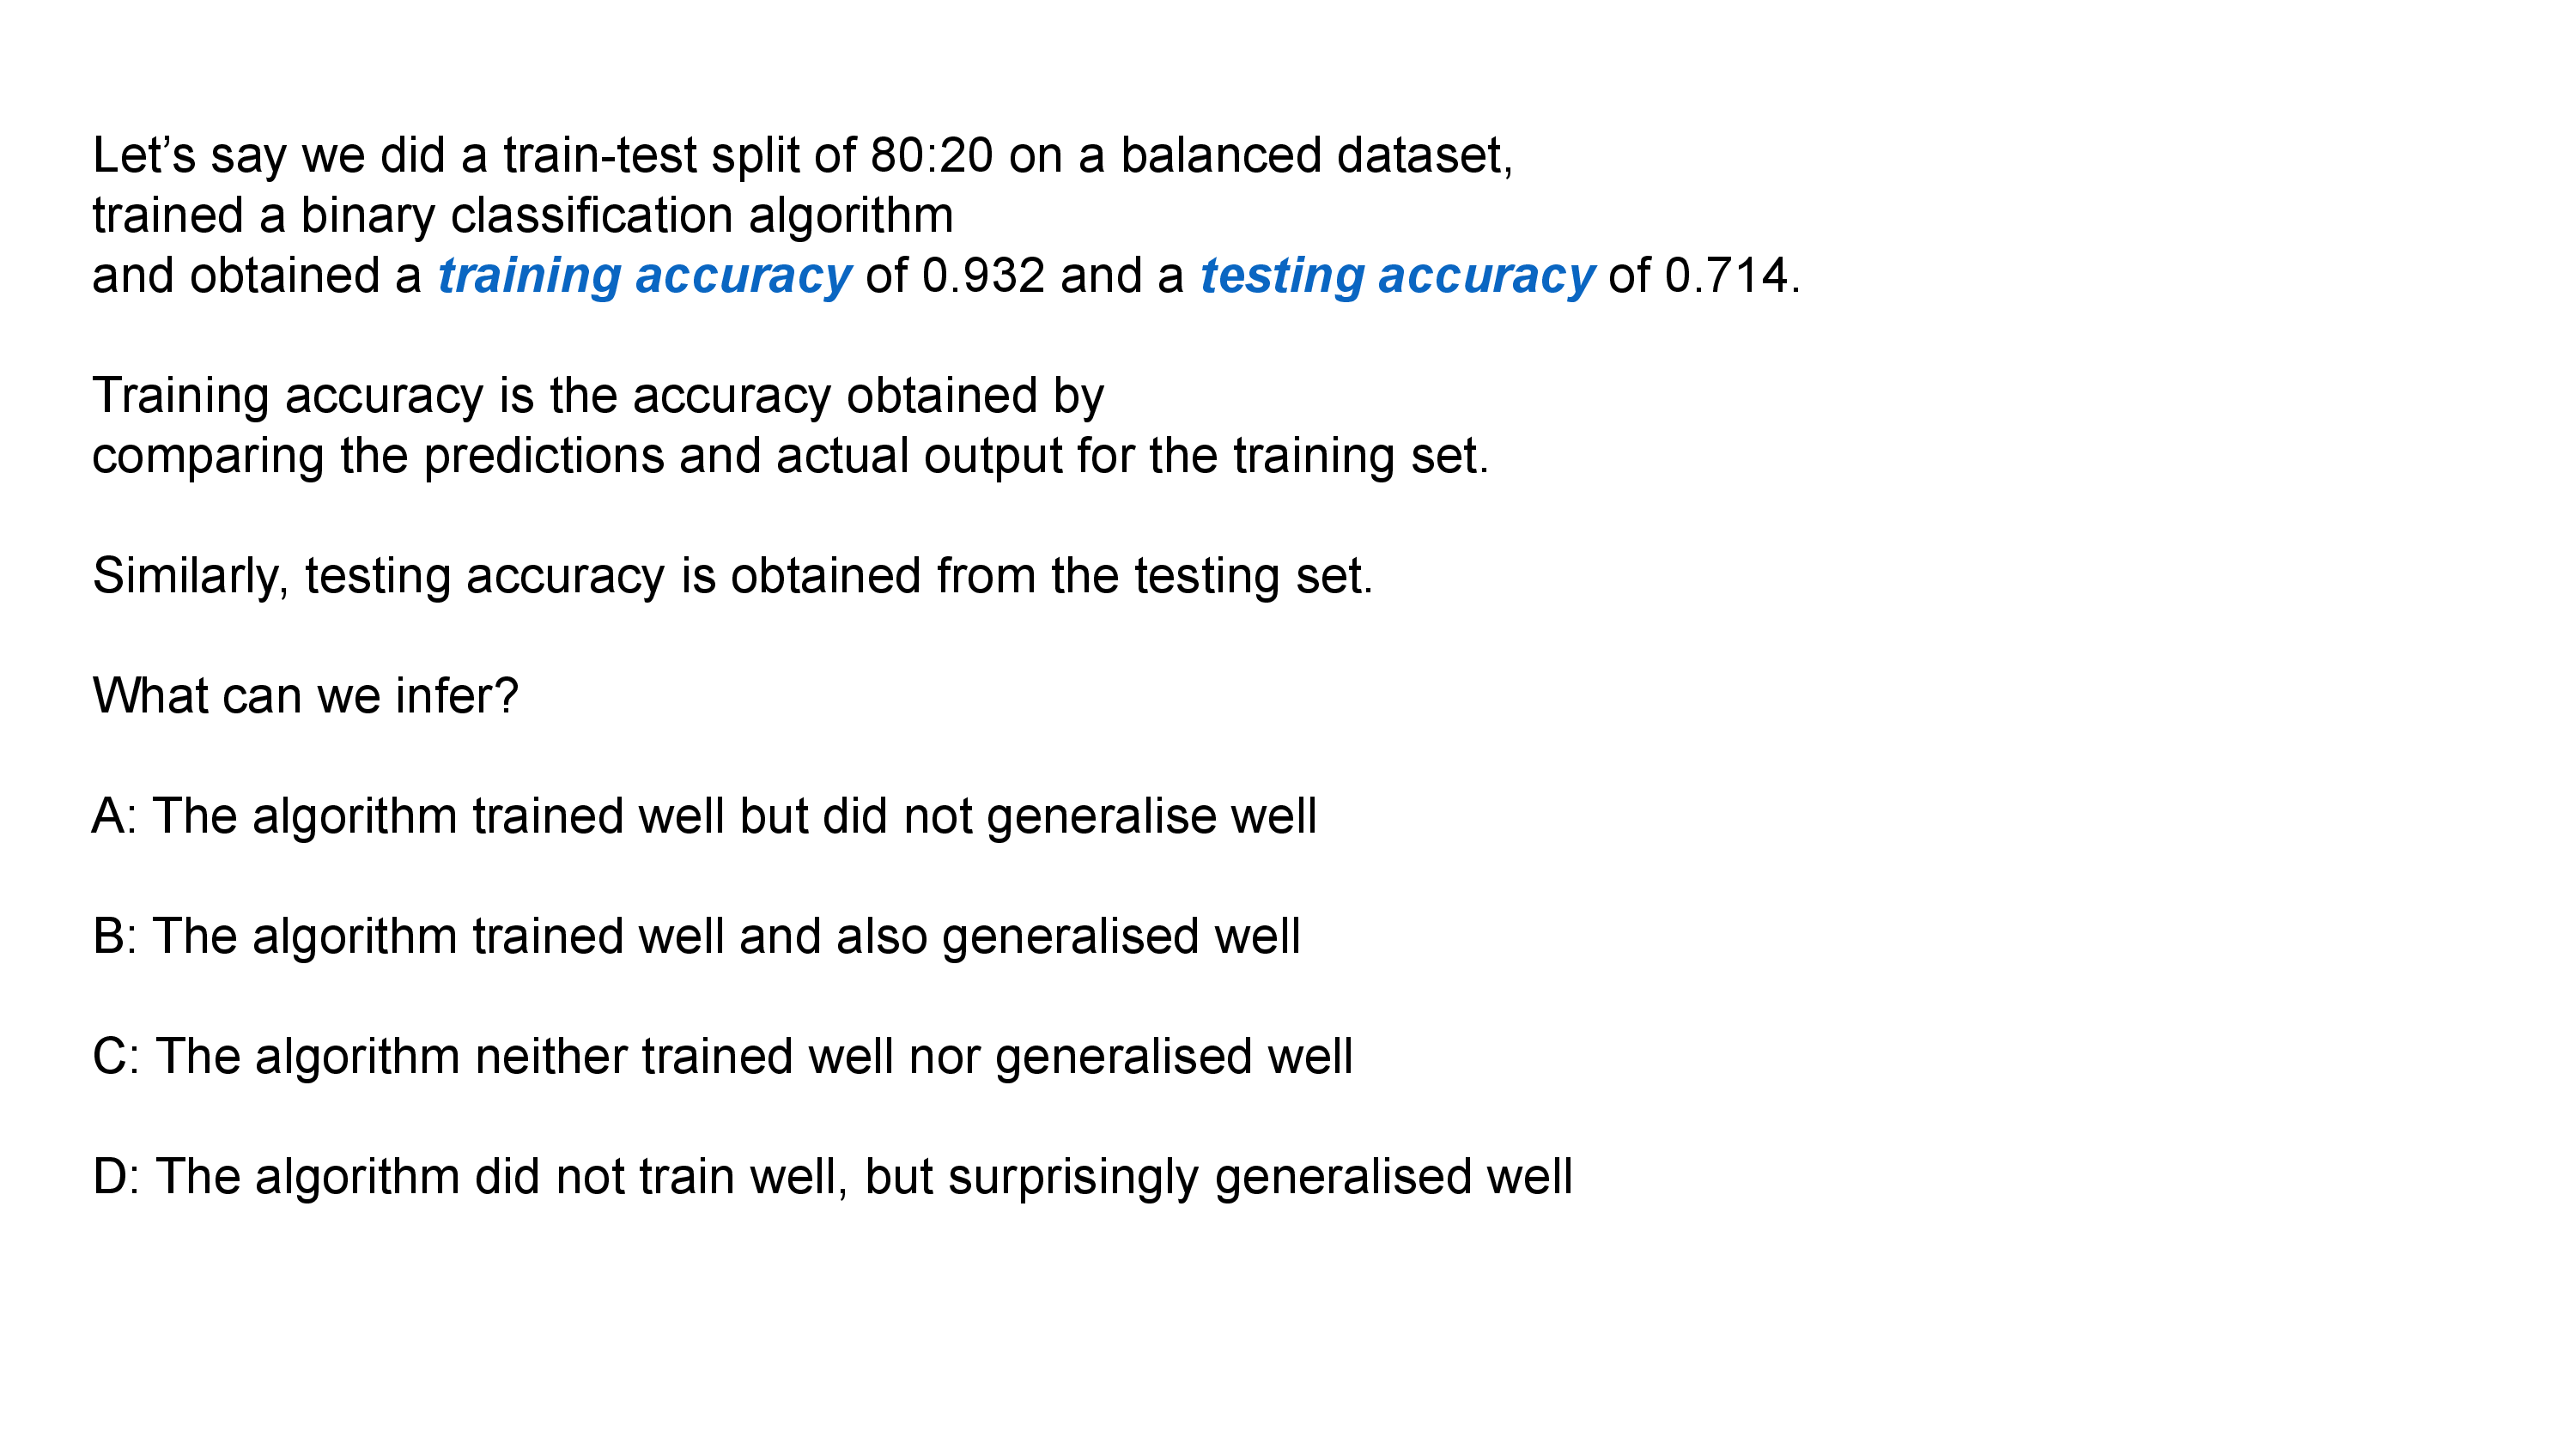 Let’s say we did a train-test split of 80:20 on a balanced dataset,
trained a binary classification algorithm
and obtained a training accuracy of 0.932 and a testing accuracy of 0.714.
Training accuracy is the accuracy obtained by
comparing the predictions and actual output for the training set.
Similarly, testing accuracy is obtained from the testing set.
What can we infer?
A: The algorithm trained well but did not generalise well
B: The algorithm trained well and also generalised well
C: The algorithm neither trained well nor generalised well
D: The algorithm did not train well, but surprisingly generalised well